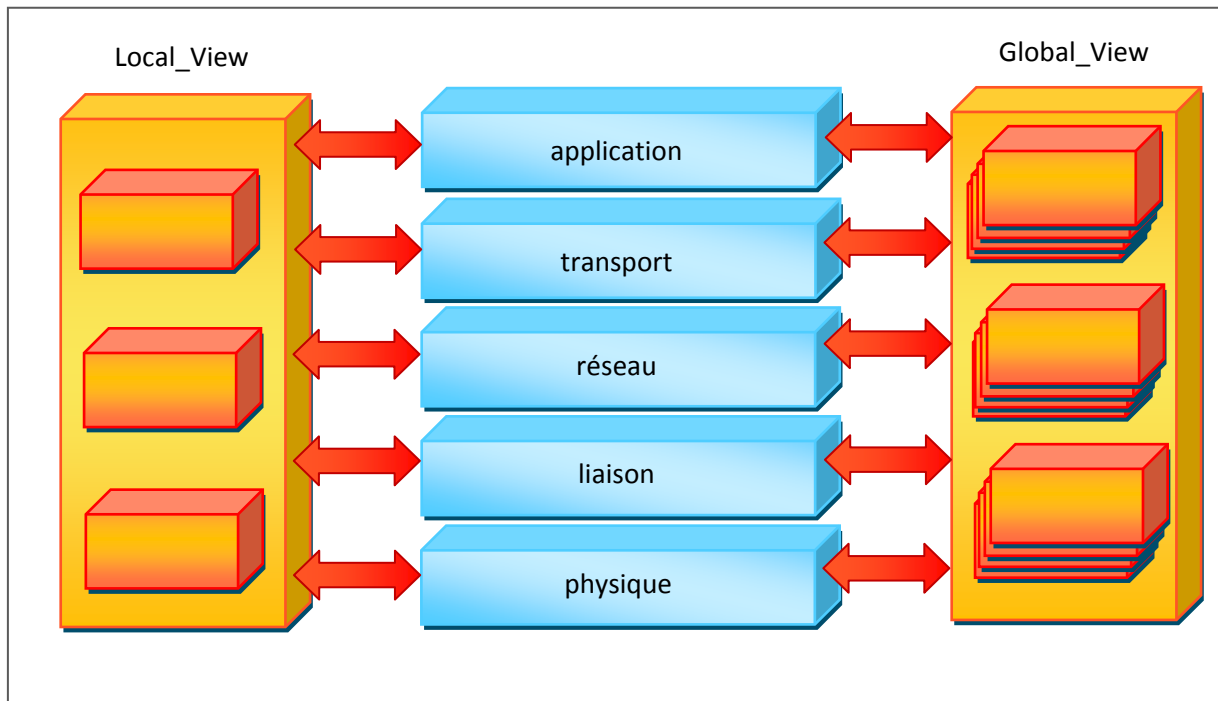 Local_View
Global_View
application
transport
réseau
liaison
physique